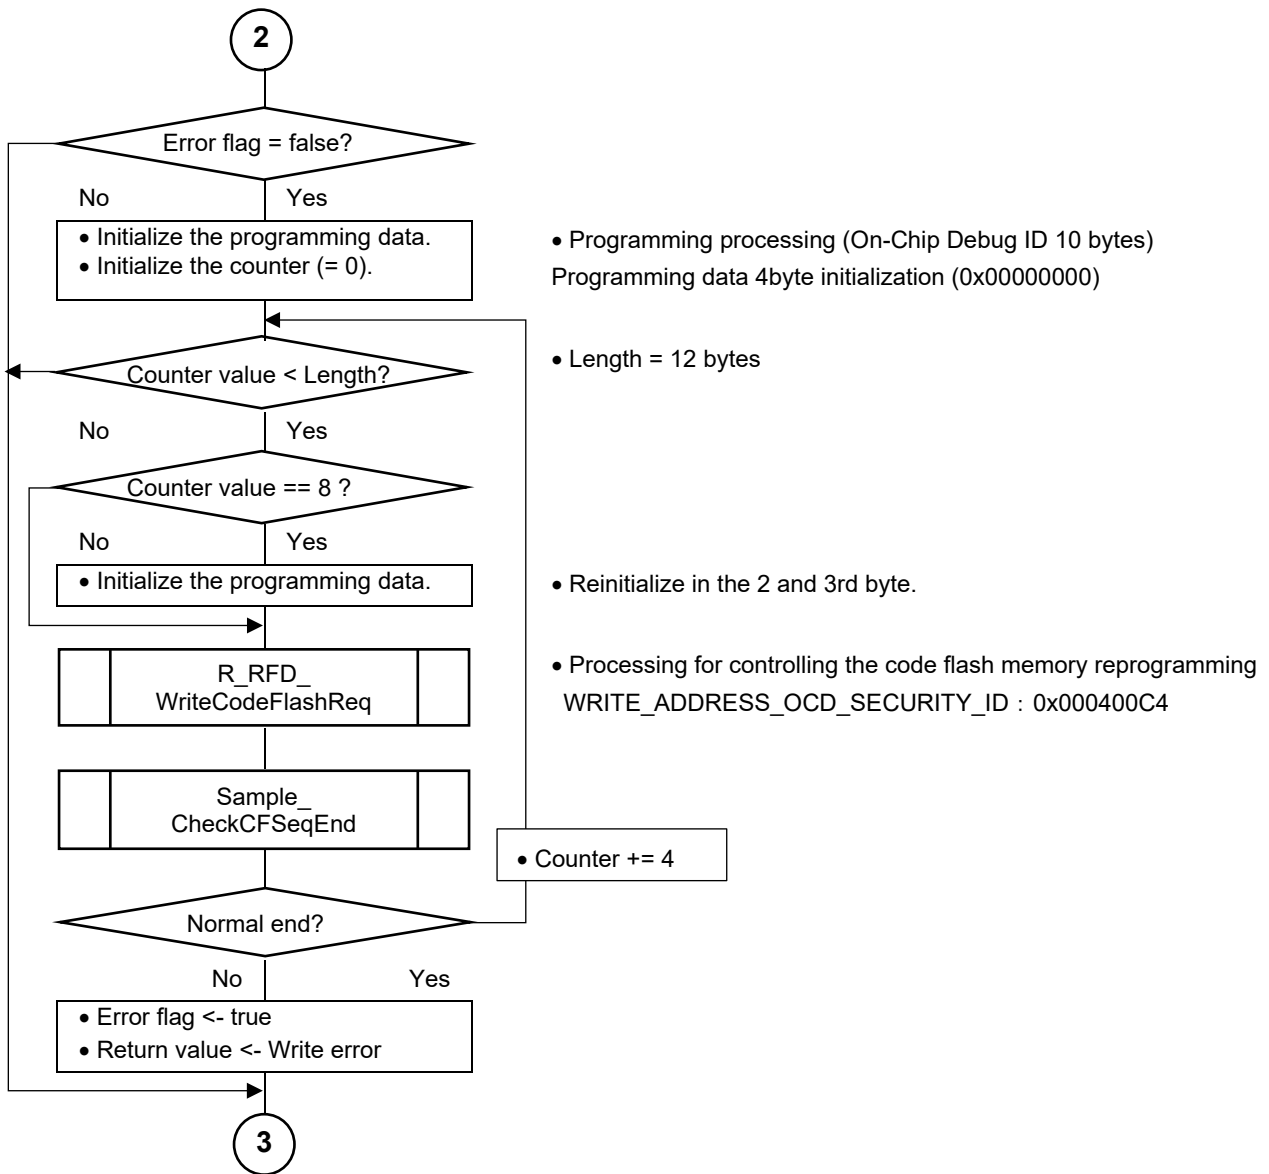 2
Error flag = false?
No Yes
• Initialize the programming data.
• Initialize the counter (= 0).
• Programming processing (On-Chip Debug ID 10 bytes)
Programming data 4byte initialization (0x00000000)
Counter value < Length?
• Length = 12 bytes
No Yes
Counter value == 8 ?
No Yes
• Initialize the programming data.
• Reinitialize in the 2 and 3rd byte.
R_RFD_
WriteCodeFlashReq
• Processing for controlling the code flash memory reprogramming
WRITE_ADDRESS_OCD_SECURITY_ID : 0x000400C4
Sample_
CheckCFSeqEnd
• Counter += 4
Normal end?
No Yes
• Error flag <- true
• Return value <- Write error
3